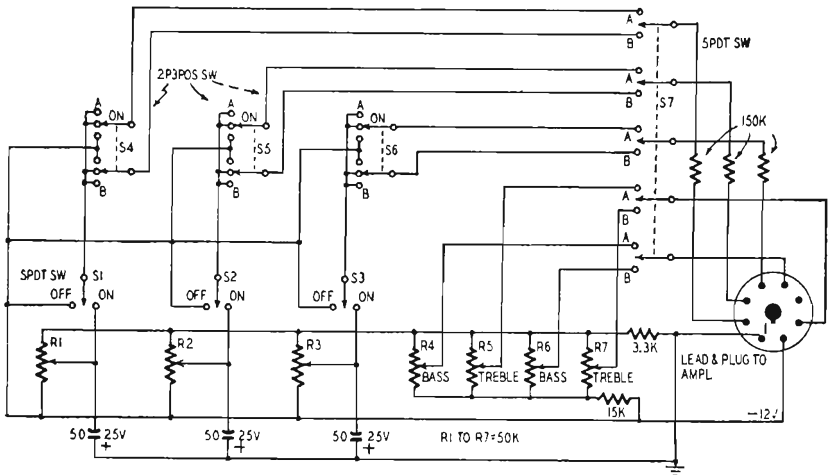 A
B
5PDT SW
2P3POS SW
A
B
A
ON
S4
B
A
ON
S5
B
A
ON
S6
B
A
B
S7
150K
A
B
A
B
SPDT SW
OFF
S1
ON
OFF
S2
ON
OFF
S3
ON
R1
R2
R3
R4
BASS
R5
TREBLE
R6
BASS
R7
TREBLE
3.3K
15K
LEAD & PLUG TO
AMPL
—12V
50
25V
+
50
25V
+
50
25V
+
R1 TO R7=50K